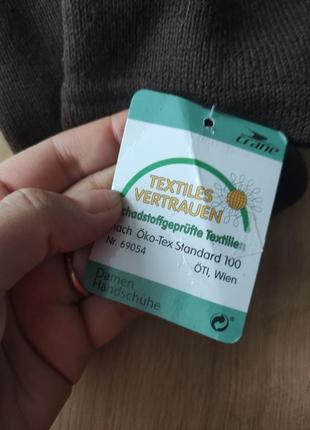 crane
TEXTILES
VERTRAUEN
Schadstoffgeprüfte Textilien
nach Öko-Tex Standard 100
Nr. 69054
ÖTI, Wien
Damen
Handschuhe